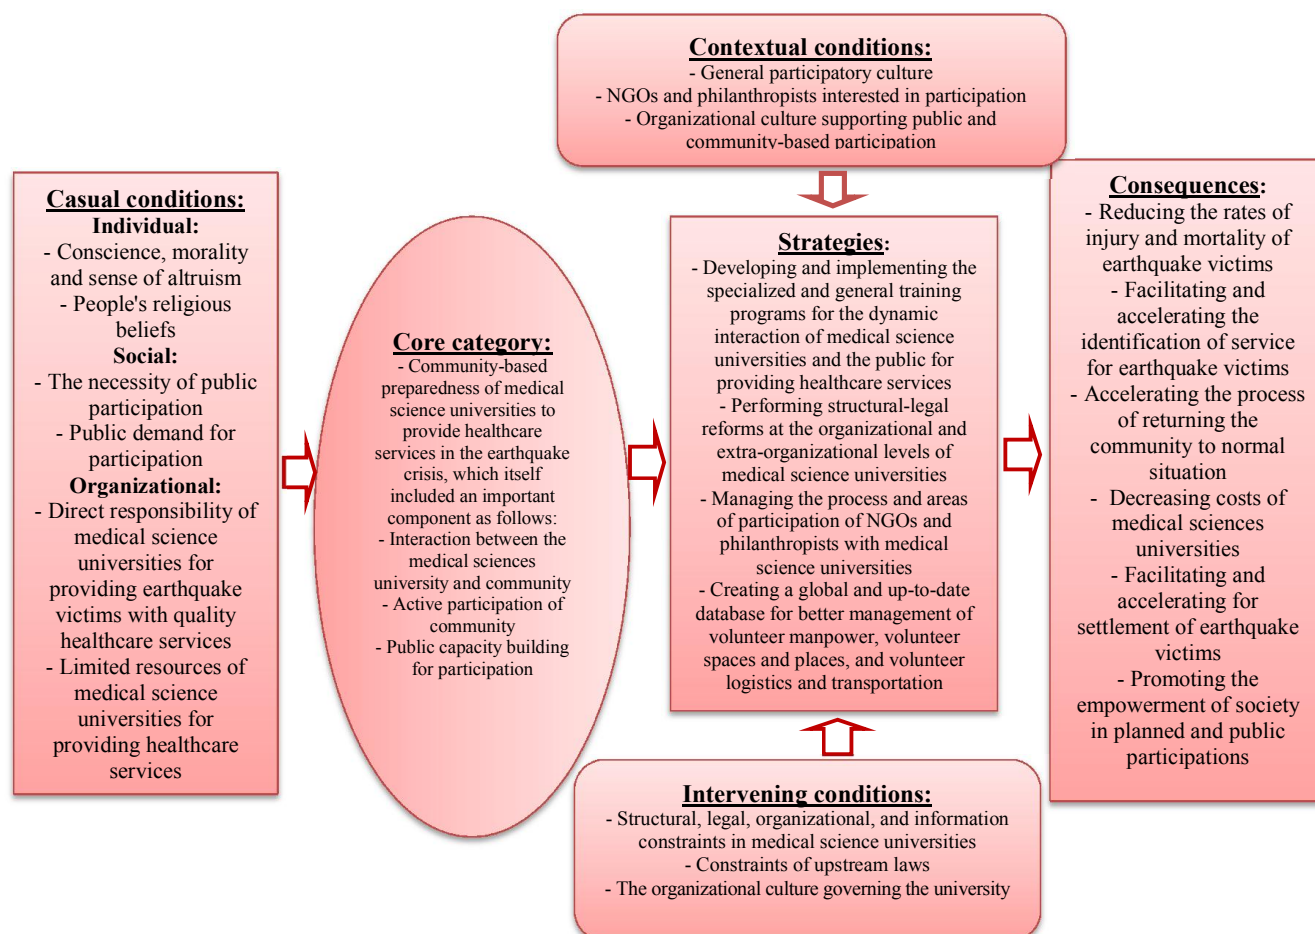 Contextual conditions:
- General participatory culture
- NGOs and philanthropists interested in participation
- Organizational culture supporting public and
community-based participation
Casual conditions:
Individual:
- Conscience, morality
and sense of altruism
- People's religious
beliefs
Social:
- The necessity of public
participation
- Public demand for
participation
Organizational:
- Direct responsibility of
medical science
universities for
providing earthquake
victims with quality
healthcare services
- Limited resources of
medical science
universities for
providing healthcare
services
Core category:
- Community-based
preparedness of medical
science universities to
provide healthcare
services in the earthquake
crisis, which itself
included an important
component as follows:
- Interaction between the
medical sciences
university and community
- Active participation of
community
- Public capacity building
for participation
Strategies:
- Developing and implementing the
specialized and general training
programs for the dynamic
interaction of medical science
universities and the public for
providing healthcare services
- Performing structural-legal
reforms at the organizational and
extra-organizational levels of
medical science universities
- Managing the process and areas
of participation of NGOs and
philanthropists with medical
science universities
- Creating a global and up-to-date
database for better management of
volunteer manpower, volunteer
spaces and places, and volunteer
logistics and transportation
Intervening conditions:
- Structural, legal, organizational, and information
constraints in medical science universities
- Constraints of upstream laws
- The organizational culture governing the university
Consequences:
- Reducing the rates of
injury and mortality of
earthquake victims
- Facilitating and
accelerating the
identification of service
for earthquake victims
- Accelerating the process
of returning the
community to normal
situation
- Decreasing costs of
medical sciences
universities
- Facilitating and
accelerating for
settlement of earthquake
victims
- Promoting the
empowerment of society
in planned and public
participations